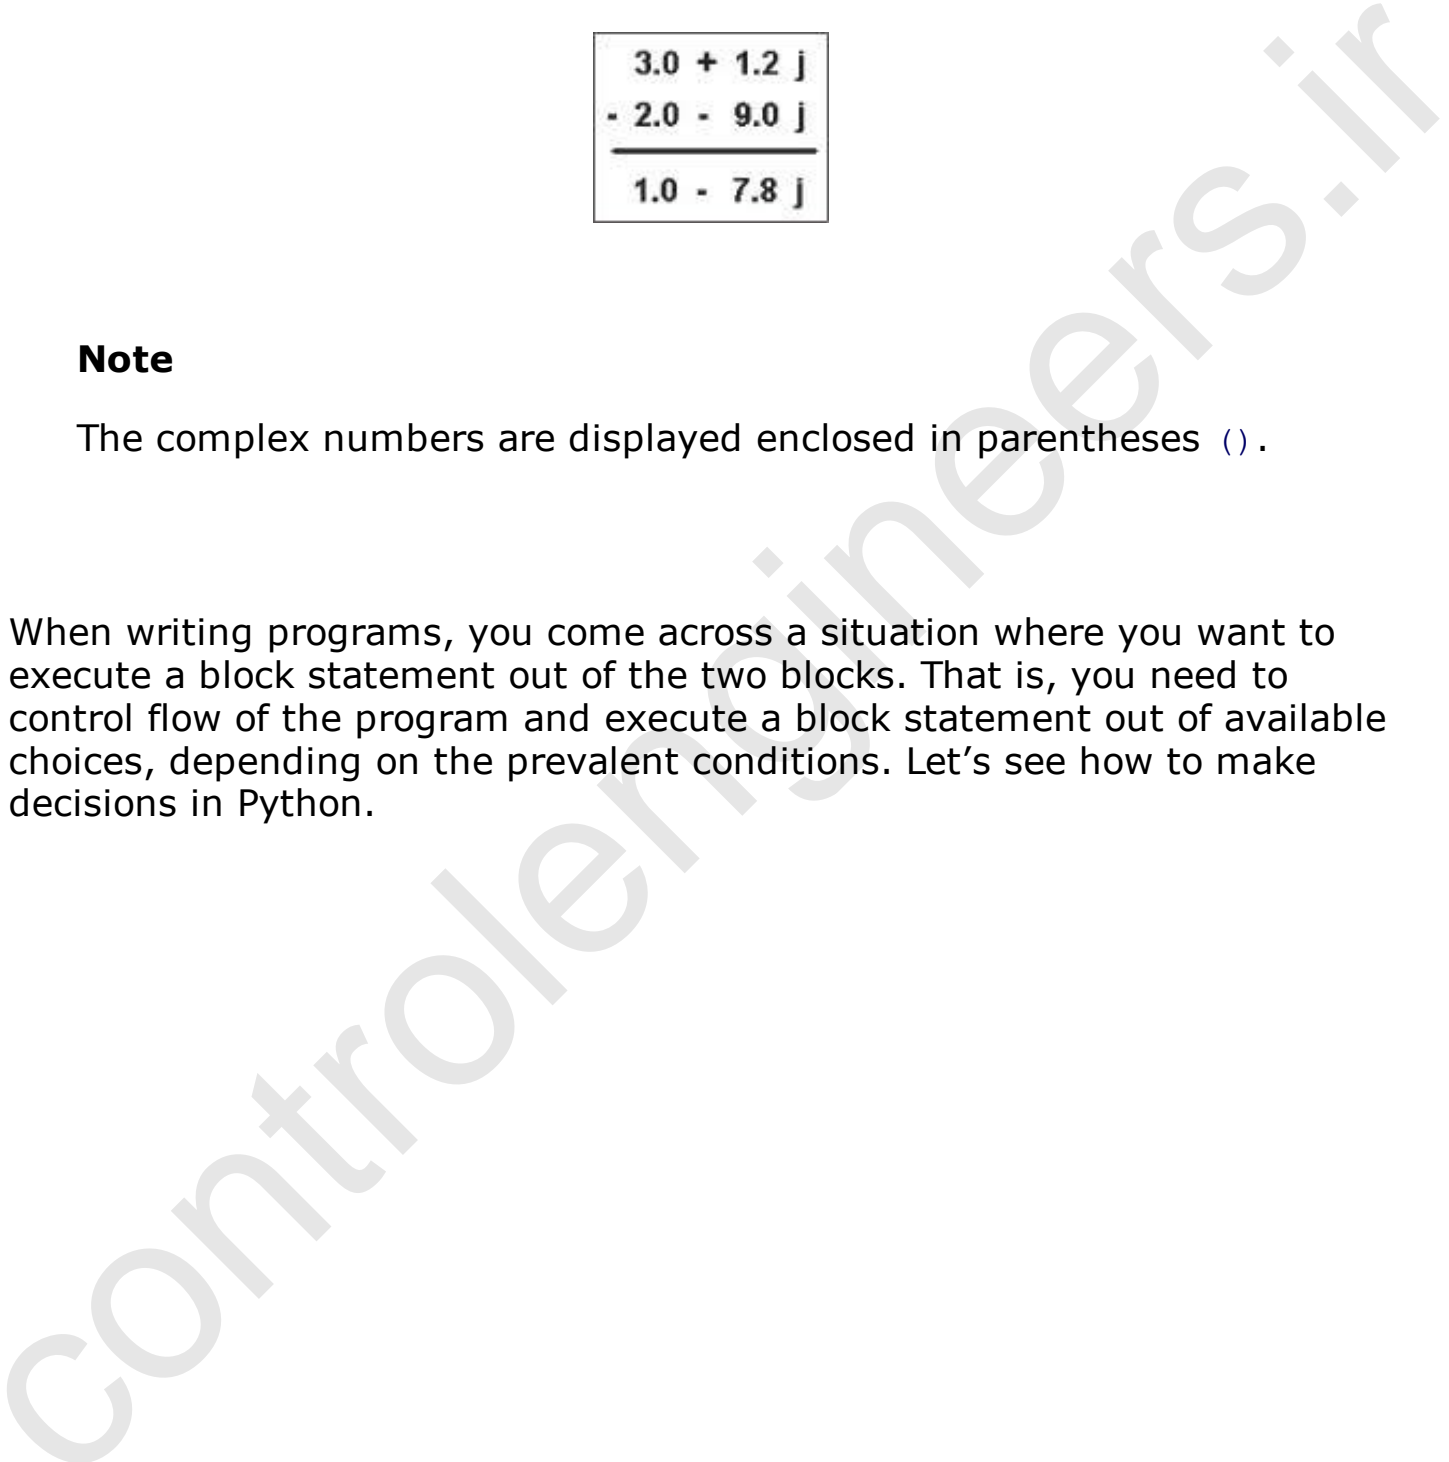 3.0 + 1.2 j
- 2.0 - 9.0 j
1.0 - 7.8 j
Note
The complex numbers are displayed enclosed in parentheses ().
When writing programs, you come across a situation where you want to
execute a block statement out of the two blocks. That is, you need to
control flow of the program and execute a block statement out of available
choices, depending on the prevalent conditions. Let’s see how to make
decisions in Python.
controlengineers.ir